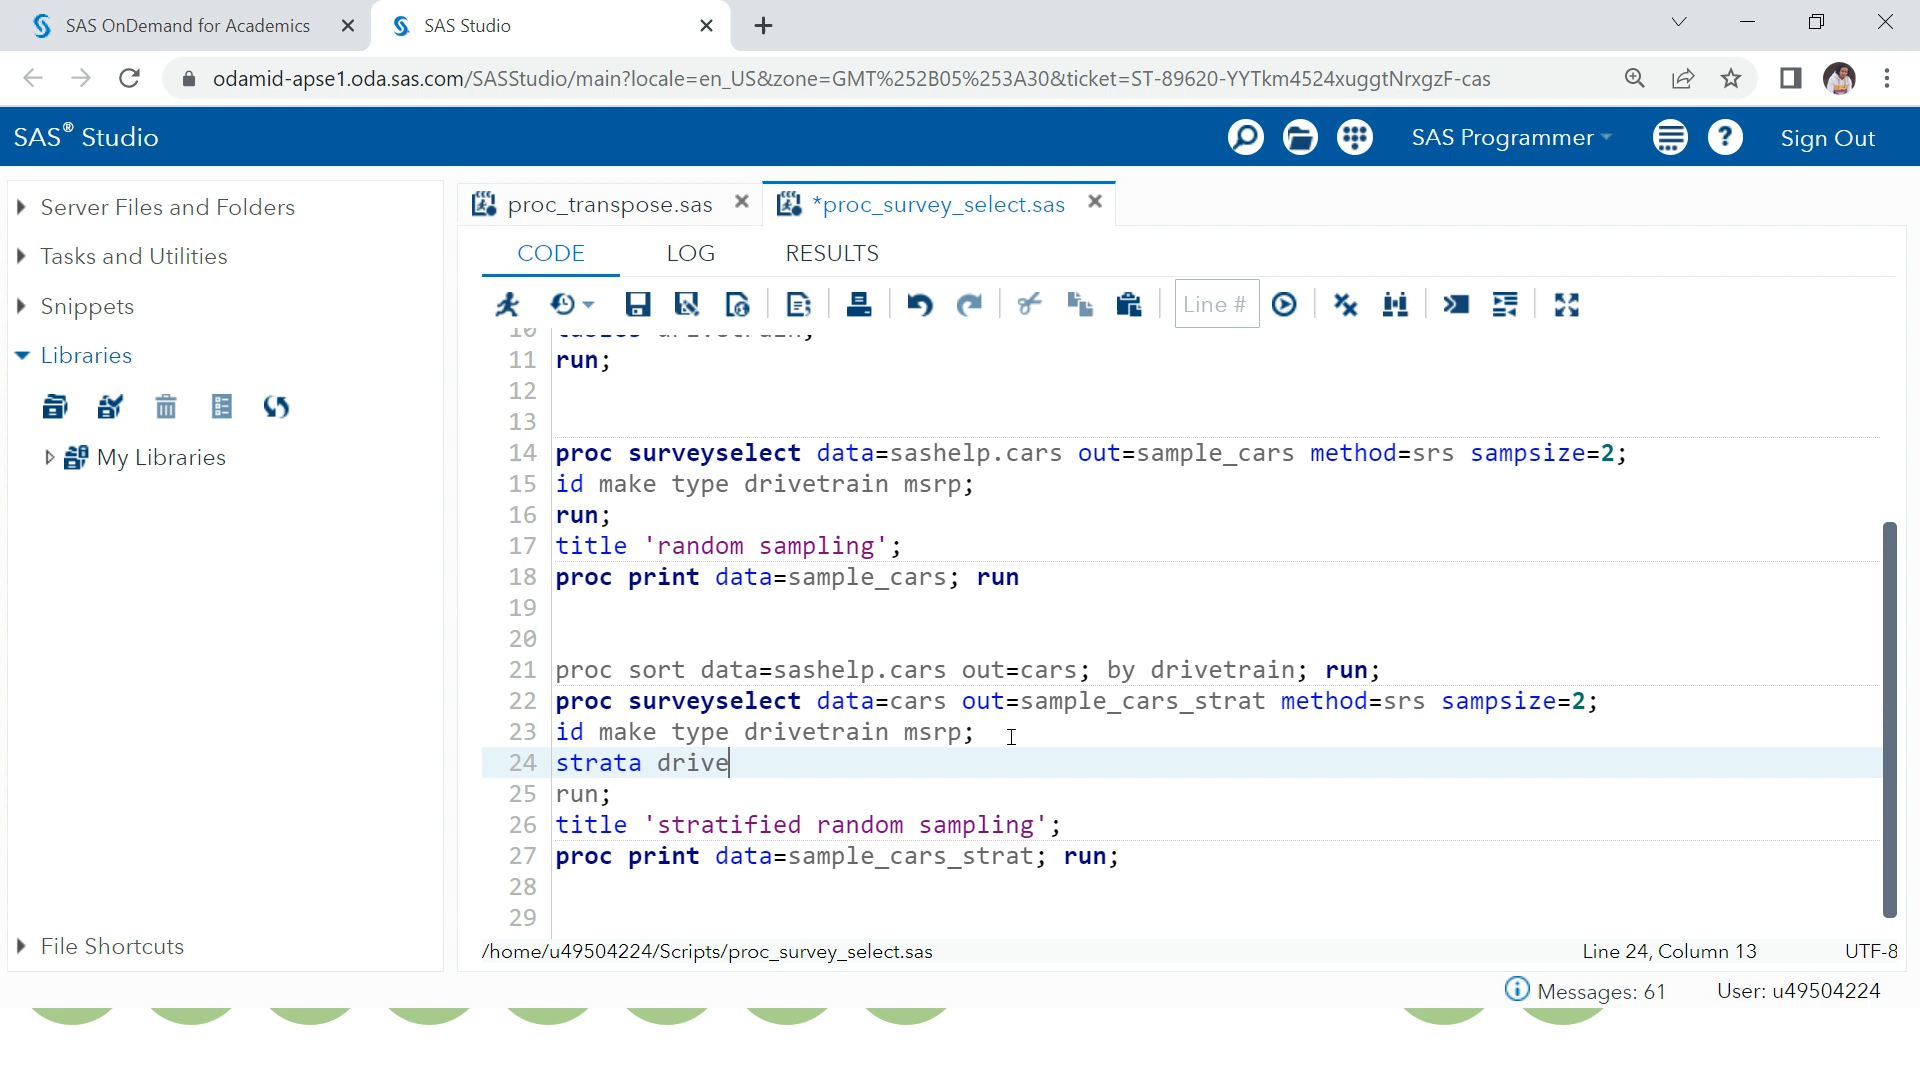 SAS OnDemand for Academics
SAS Studio
odamid-apse1.oda.sas.com/SASStudio/main?locale=en_US&zone=GMT%252B05%253A30&ticket=ST-89620-YYTkm4524xuggtNrxgzF-cas
SAS® Studio
SAS Programmer
Sign Out
Server Files and Folders
Tasks and Utilities
Snippets
Libraries
My Libraries
File Shortcuts
proc_transpose.sas
*proc_survey_select.sas
CODE LOG RESULTS
Line #
11 run;
12
13
14 proc surveyselect data=sashelp.cars out=sample_cars method=srs sampsize=2;
15 id make type drivetrain msrp;
16 run;
17 title 'random sampling';
18 proc print data=sample_cars; run
19
20
21 proc sort data=sashelp.cars out=cars; by drivetrain; run;
22 proc surveyselect data=cars out=sample_cars_strat method=srs sampsize=2;
23 id make type drivetrain msrp;
24 strata drive
25 run;
26 title 'stratified random sampling';
27 proc print data=sample_cars_strat; run;
28
29
/home/u49504224/Scripts/proc_survey_select.sas
Line 24, Column 13
UTF-8
Messages: 61
User: u49504224